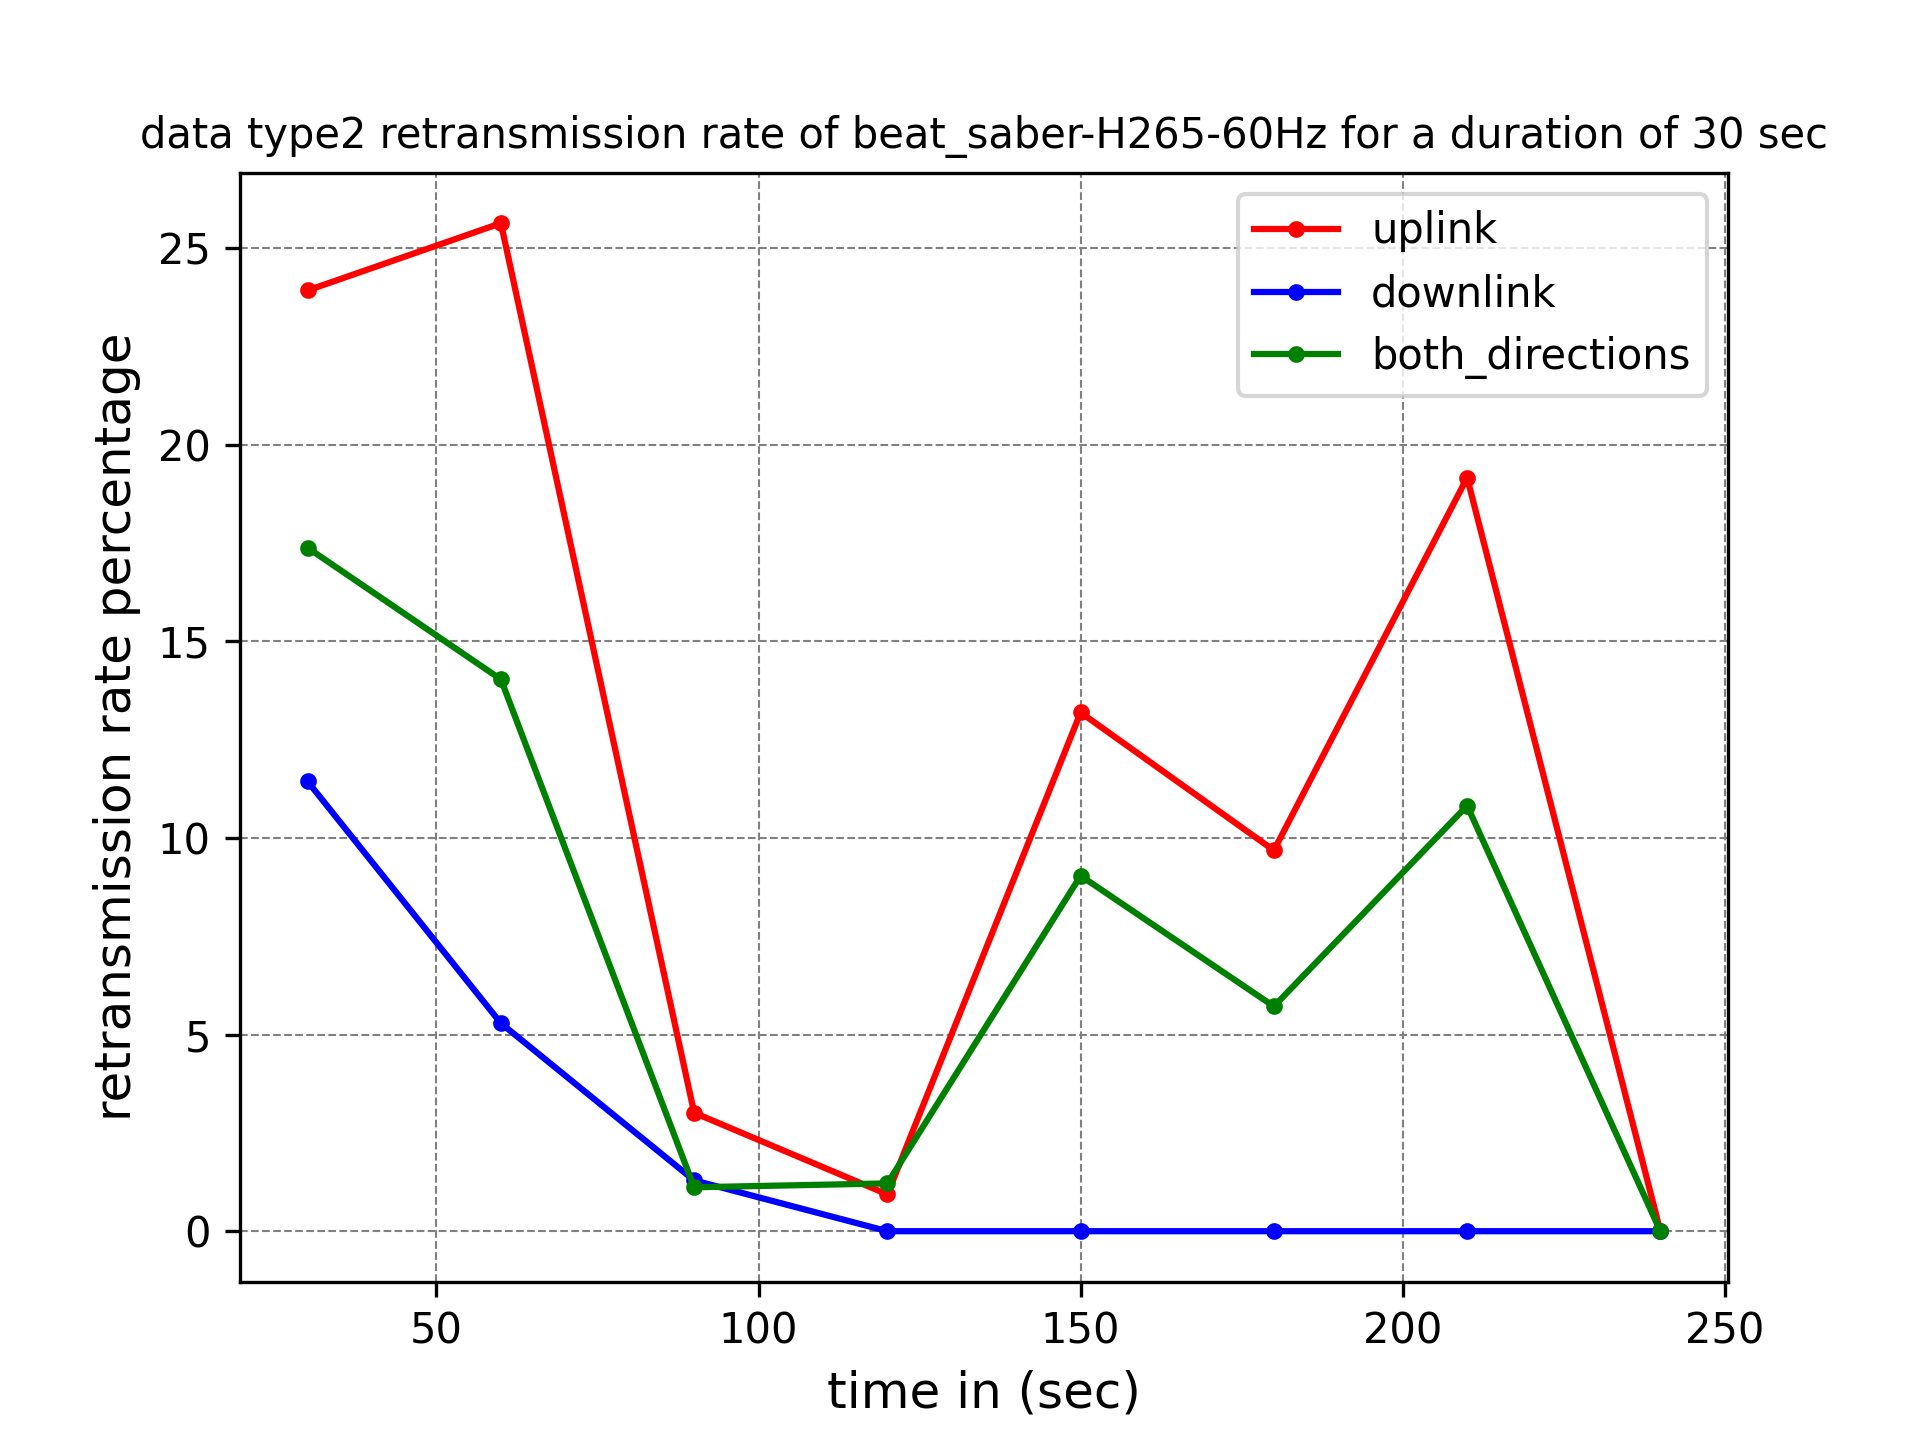 data type2 retransmission rate of beat_saber-H265-60Hz for a duration of 30 sec
uplink
downlink
both_directions
retransmission rate percentage
25
20
15
10
5
0
50 100 150 200 250
time in (sec)